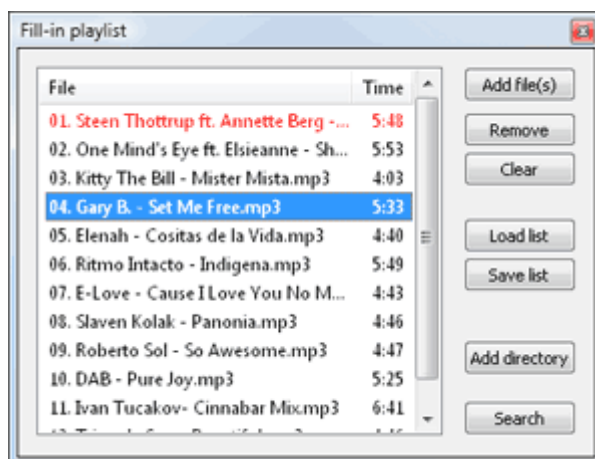 Fill-in playlist
File Time
01. Steen Thottrup ft. Annette Berg -... 5:48
02. One Mind's Eye ft. Elsieanne - Sh... 5:53
03. Kitty The Bill - Mister Mista.mp3 4:03
04. Gary B. - Set Me Free.mp3 5:33
05. Elenah - Cositas de la Vida.mp3 4:40
06. Ritmo Intacto - Indigena.mp3 5:49
07. E-Love - Cause I Love You No M... 4:43
08. Slaven Kolak - Panonia.mp3 4:46
09. Roberto Sol - So Awesome.mp3 4:47
10. DAB - Pure Joy.mp3 5:25
11. Ivan Tucakov- Cinnabar Mix.mp3 6:41
Add file(s)
Remove
Clear
Load list
Save list
Add directory
Search